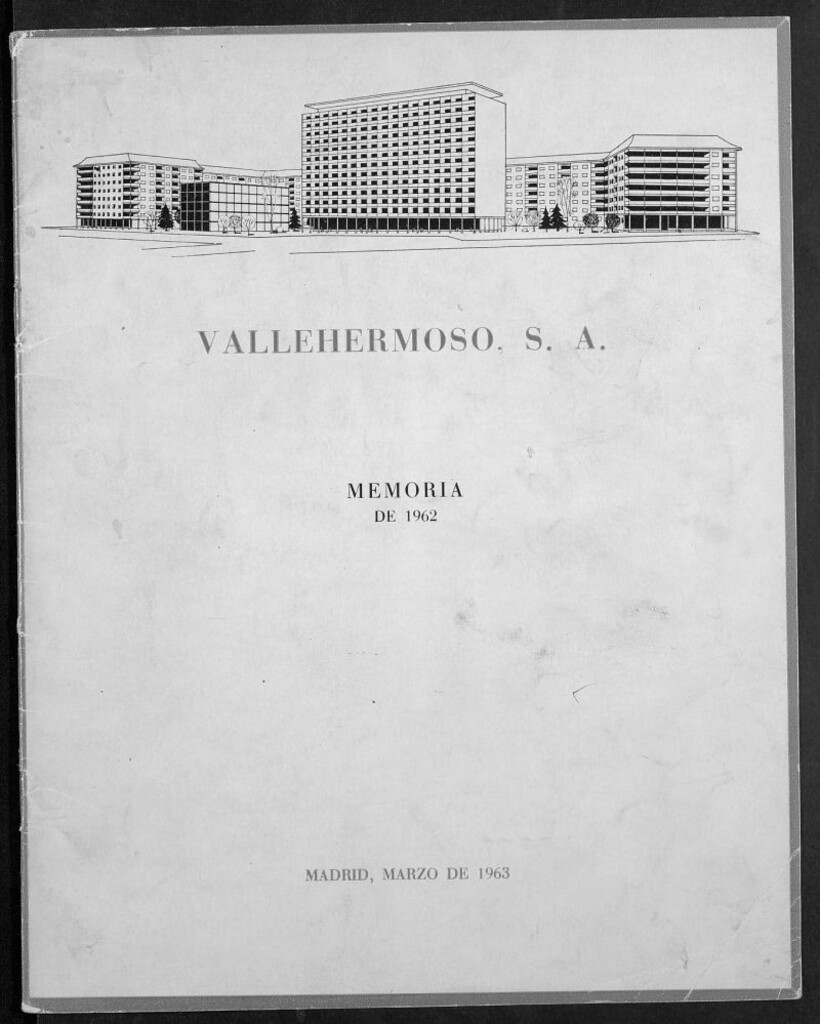 VALLEHERMOSO, S. A.
MEMORIA
DE 1962
MADRID, MARZO DE 1963